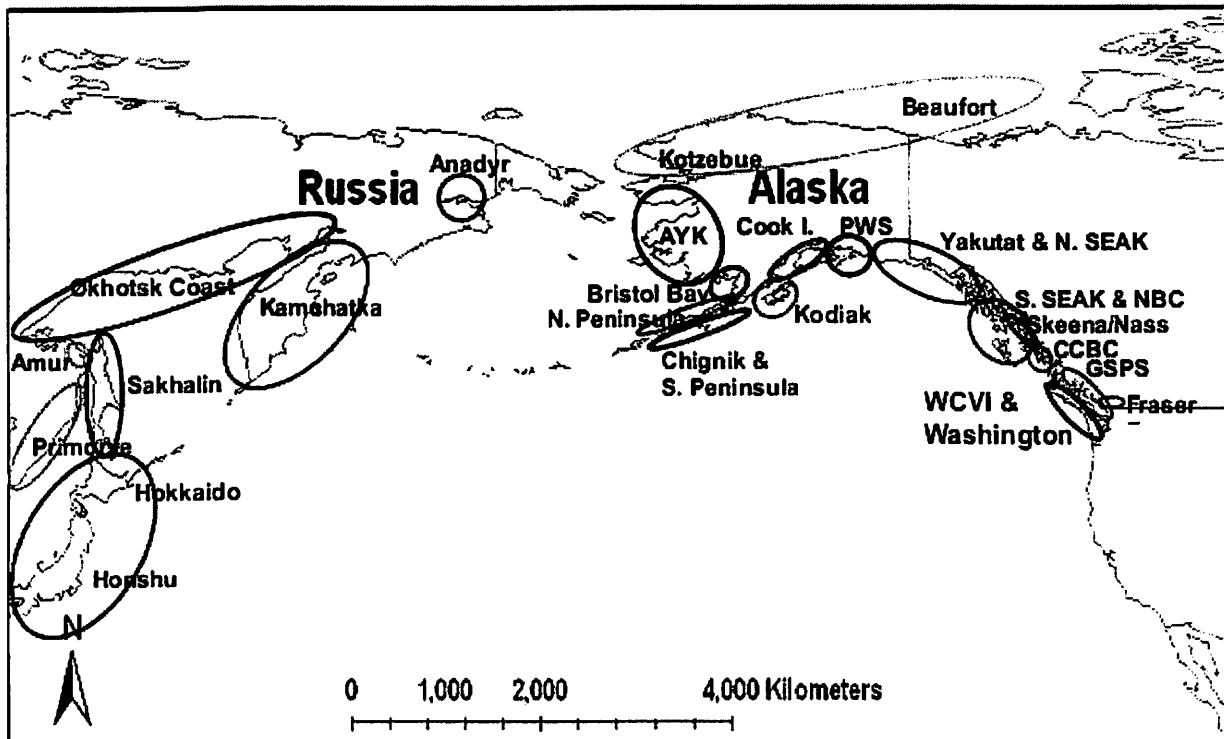 Beaufort
Kotzebue
Anadyr
Russia
Alaska
Cook I.
PWS
AYK
Yakutat & N. SEAK
Okhotsk Coast
Kamchatka
Bristol Bay
N. Peninsula
Kodiak
S. SEAK & NBC
Skeena/Nass
CCBC
GSPS
Fraser
Chignik &
S. Peninsula
Amur
Sakhalin
WCVI &
Washington
Primorye
Hokkaido
Honshu
N
0 1,000 2,000 4,000 Kilometers